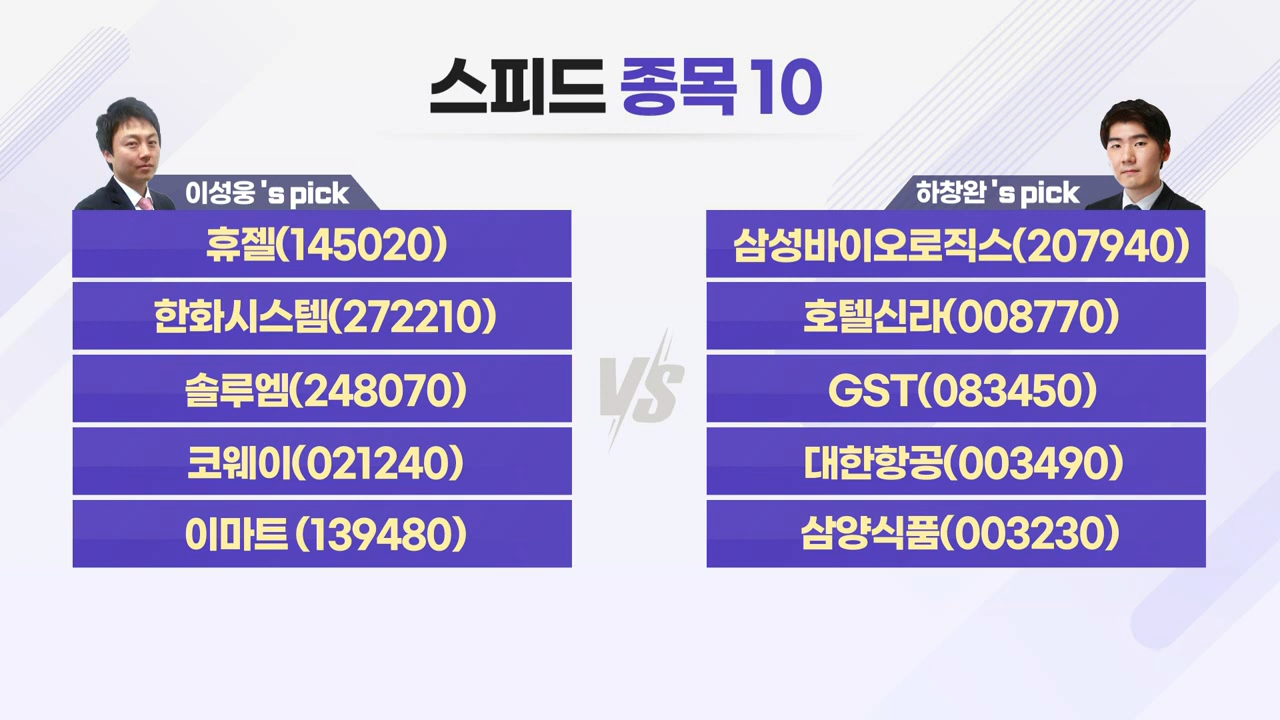 스피드 종목 10
이성웅 's pick
휴젤(145020)
한화시스템(272210)
솔루엠(248070)
코웨이(021240)
이마트 (139480)
VS
하창완 's pick
삼성바이오로직스(207940)
호텔신라(008770)
GST(083450)
대한항공(003490)
삼양식품(003230)